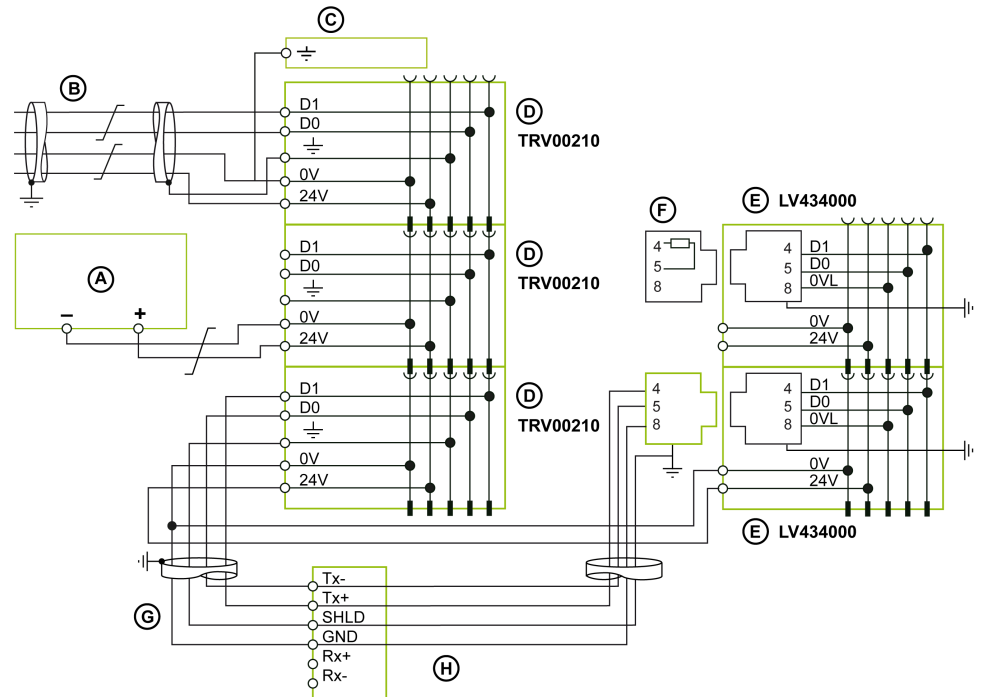 C
B
D1
D0
0V
24V
D
TRV00210
A
− +
D1
D0
0V
24V
D
TRV00210
D1
D0
0V
24V
D
TRV00210
F
4
5
8
E LV434000
4 D1
5 D0
8 0VL
0V
24V
4
5
8
4 D1
5 D0
8 0VL
0V
24V
E LV434000
G
Tx-
Tx+
SHLD
GND
Rx+
Rx-
H